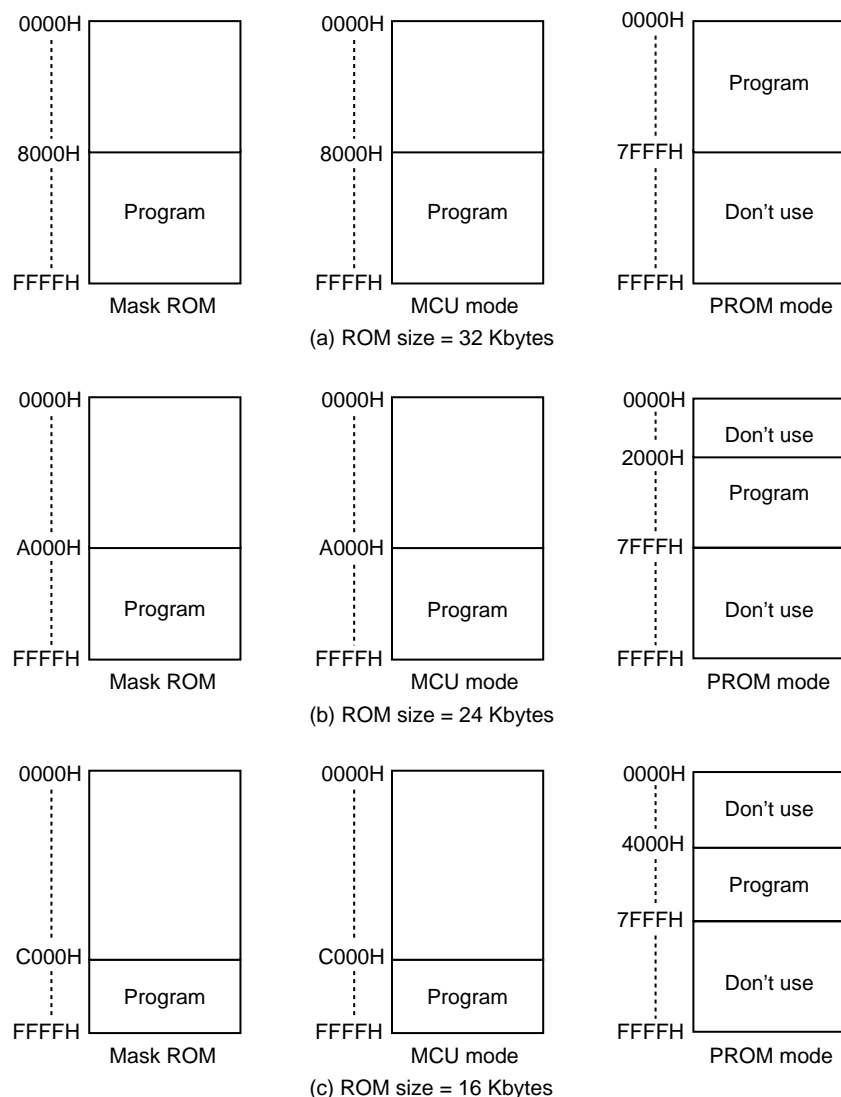 0000H
8000H
Program
FFFFH
Mask ROM
0000H
8000H
Program
FFFFH
MCU mode
0000H
Program
7FFFH
Don't use
FFFFH
PROM mode
(a) ROM size = 32 Kbytes
0000H
A000H
Program
FFFFH
Mask ROM
0000H
A000H
Program
FFFFH
MCU mode
0000H
Don't use
2000H
Program
7FFFH
Don't use
FFFFH
PROM mode
(b) ROM size = 24 Kbytes
0000H
C000H
Program
FFFFH
Mask ROM
0000H
C000H
Program
FFFFH
MCU mode
0000H
Don't use
4000H
Program
7FFFH
Don't use
FFFFH
PROM mode
(c) ROM size = 16 Kbytes